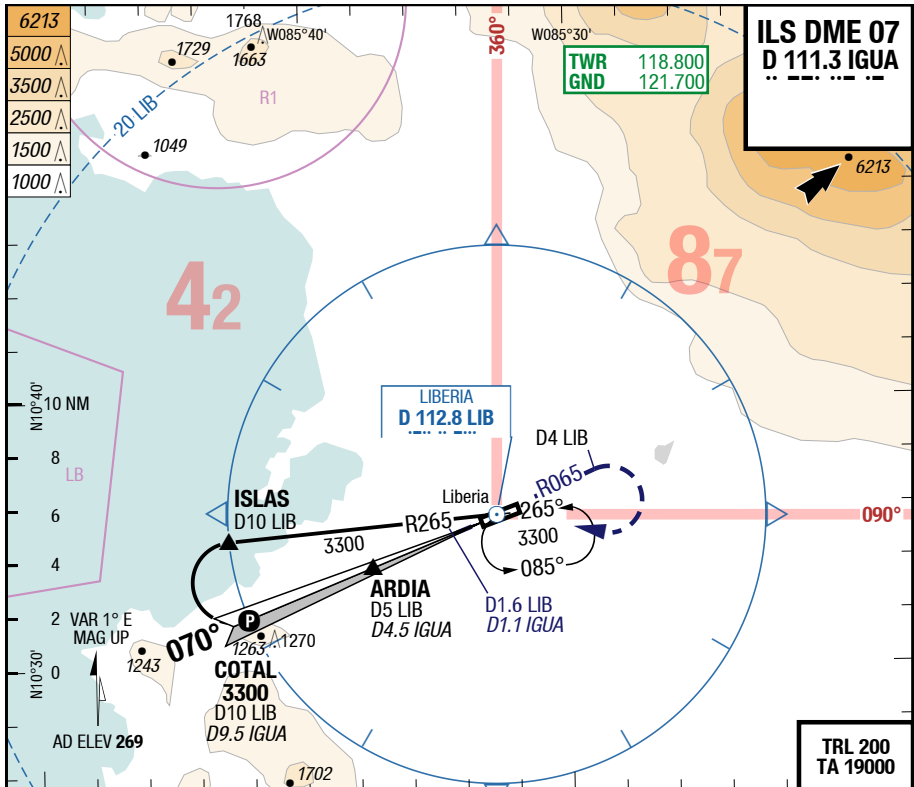 6213
5000
3500
2500
1500
1000
1768
W085°40'
1729
1663
R1
20 LIB
1049
360°
W085°30'
TWR 118.800
GND 121.700
ILS DME 07
D 111.3 IGUA
6213
42
87
N10°40'
10 NM
8
6
4
2
0
N10°30'
LB
LIBERIA
D 112.8 LIB
D4 LIB
R065
Liberia
ISLAS
D10 LIB
R265
3300
265°
3300
085°
090°
ARDIA
D5 LIB
D4.5 IGUA
D1.6 LIB
D1.1 IGUA
VAR 1° E
MAG UP
070°
P
1243
1263
1270
COTAL
3300
D10 LIB
D9.5 IGUA
AD ELEV 269
1702
TRL 200
TA 19000